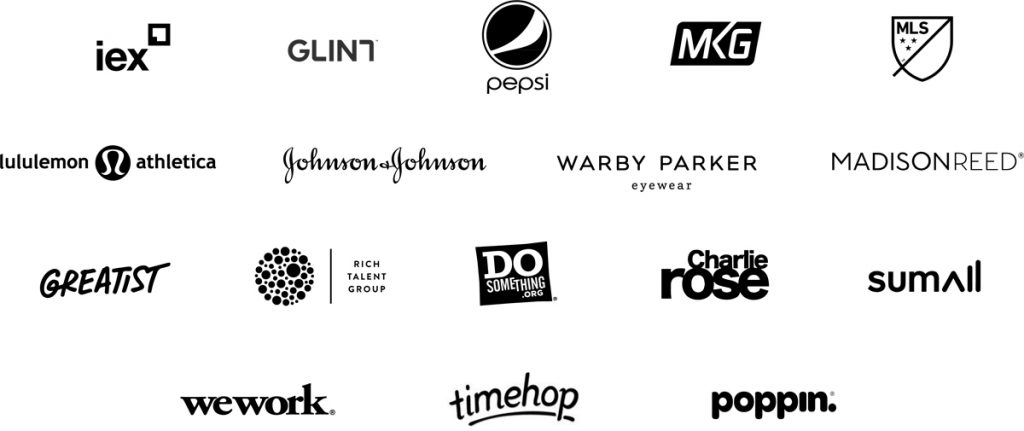 iex
GLINT
pepsi
MKG
MLS
lululemon athletica
Johnson & Johnson
WARBY PARKER
eyewear
MADISONREED®
GREATIST
RICH
TALENT
GROUP
DO
SOMETHING
.ORG®
Charlie
rose
sumall
wework®
timehop
poppin.®